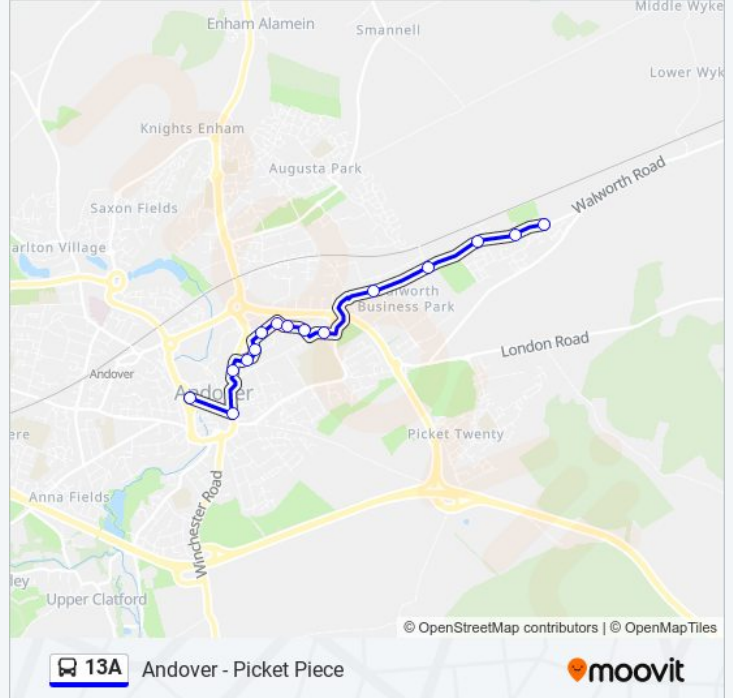 Middle Wyke
Enham Alamein
Smannell
Lower Wyk
Knights Enham
Augusta Park
Walworth Road
Saxon Fields
arlton Village
alworth
Business Park
London Road
Andover
Andover
ere
Picket Twenty
Anna Fields
Winchester Road
ley
Upper Clatford
© OpenStreetMap contributors | © OpenMapTiles
13A Andover - Picket Piece
moovit